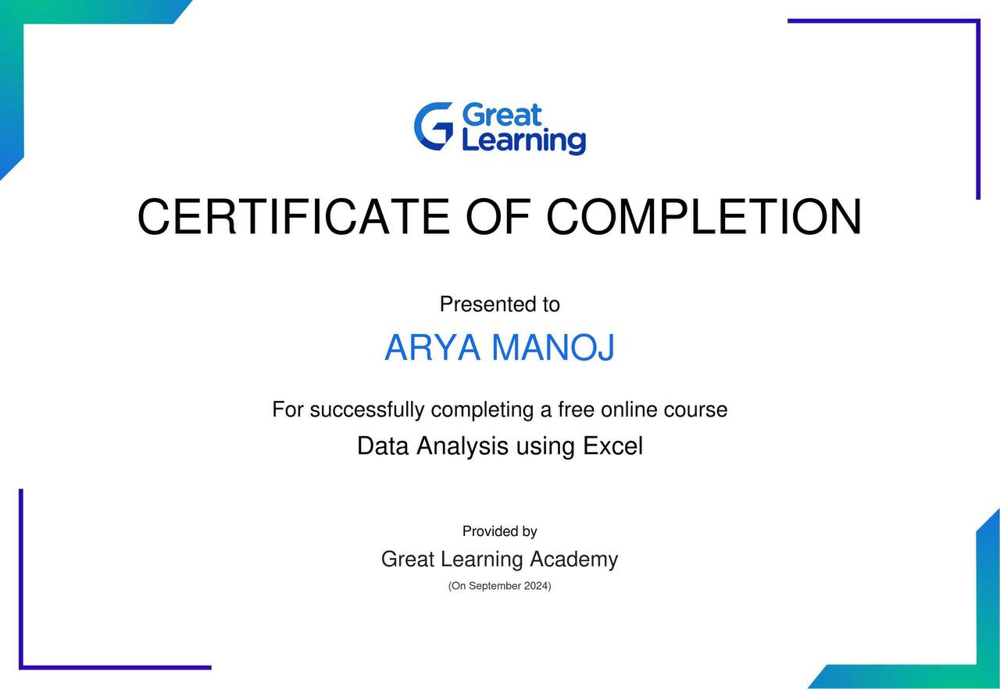 Great
Learning
CERTIFICATE OF COMPLETION
Presented to
ARYA MANOJ
For successfully completing a free online course
Data Analysis using Excel
Provided by
Great Learning Academy
(On September 2024)